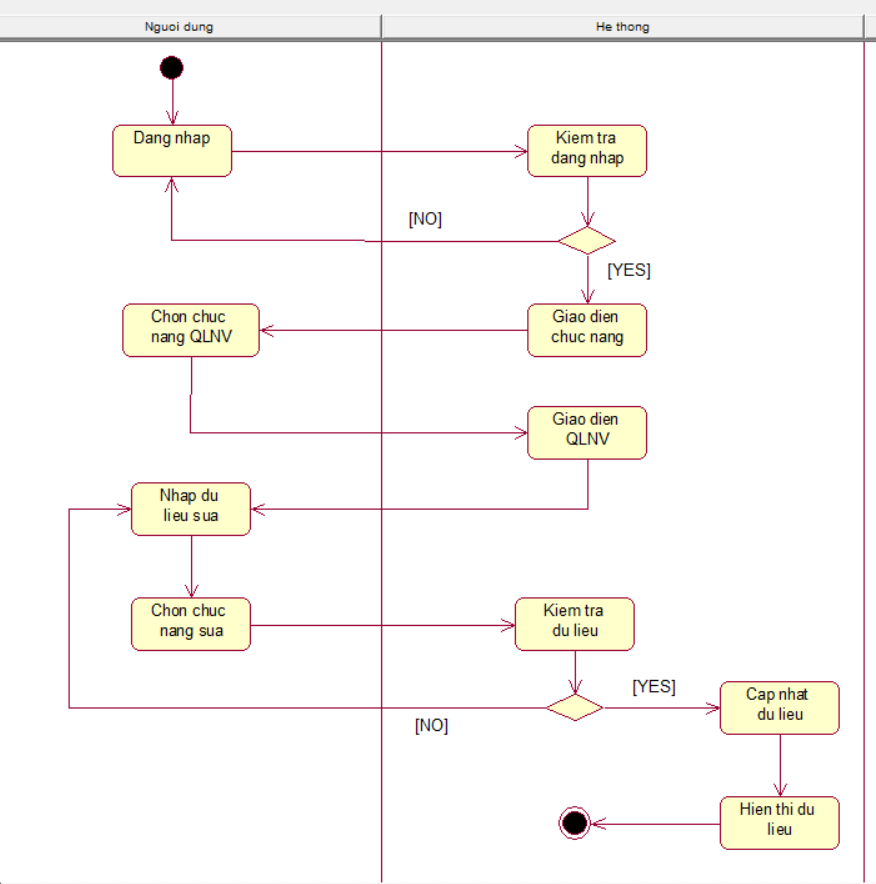 Nguoi dung
He thong
Dang nhap
Kiem tra
dang nhap
[NO]
[YES]
Chon chuc
nang QLNV
Giao dien
chuc nang
Giao dien
QLNV
Nhap du
lieu sua
Chon chuc
nang sua
Kiem tra
du lieu
[YES]
[NO]
Cap nhat
du lieu
Hien thi du
lieu